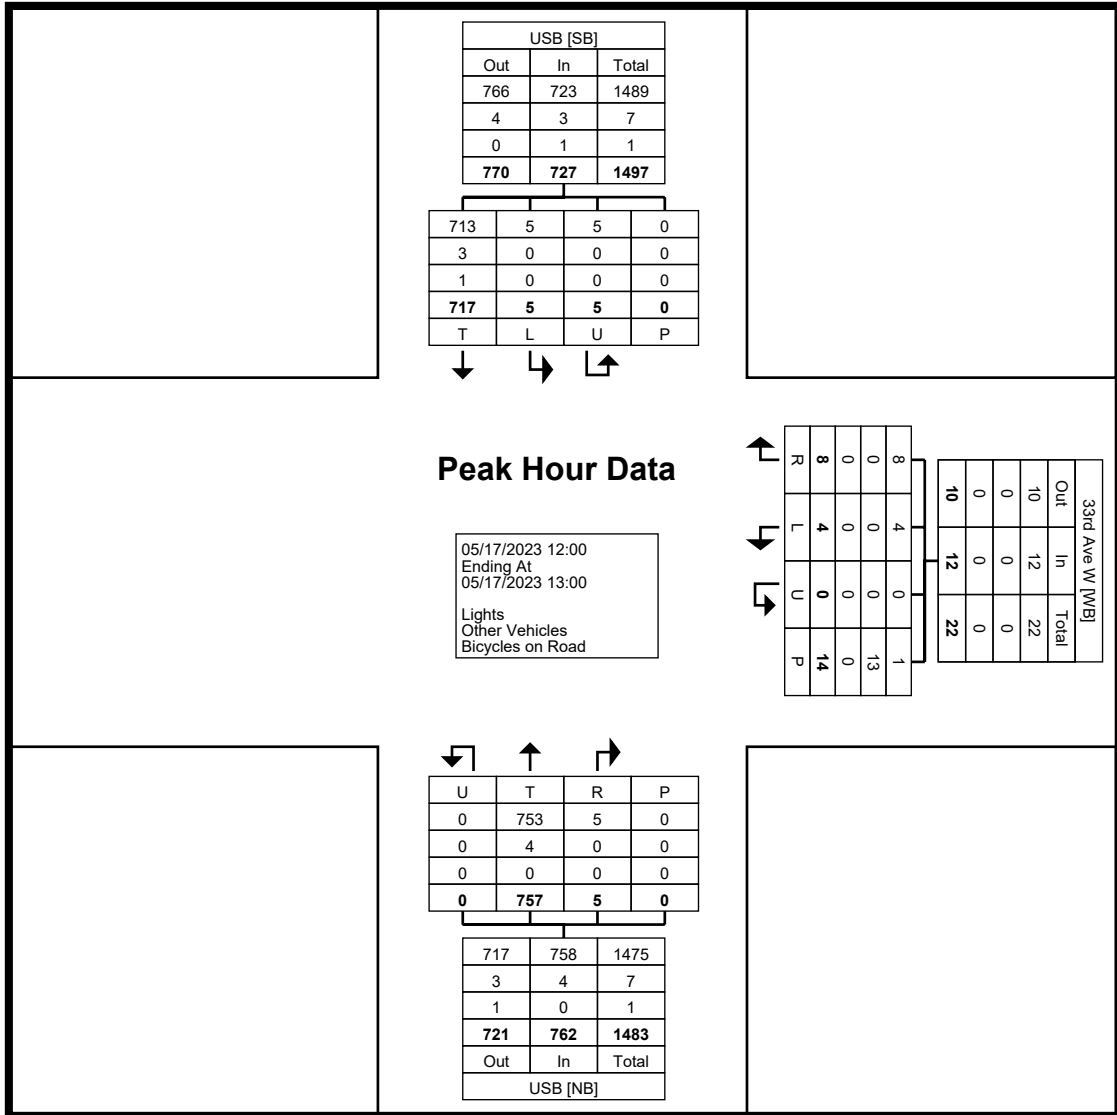 USB [SB]
Out In Total
766 723 1489
4 3 7
0 1 1
770 727 1497
713 5 5 0
3 0 0 0
1 0 0 0
717 5 5 0
T L U P
Peak Hour Data
05/17/2023 12:00
Ending At
05/17/2023 13:00
Lights
Other Vehicles
Bicycles on Road
33rd Ave W [WB]
Out In Total
10 12 22
0 0 0
0 0 0
10 12 22
8 4 0 1
0 0 0 13
0 0 0 0
8 4 0 14
R L U P
U T R P
0 753 5 0
0 4 0 0
0 0 0 0
0 757 5 0
717 758 1475
3 4 7
1 0 1
721 762 1483
Out In Total
USB [NB]